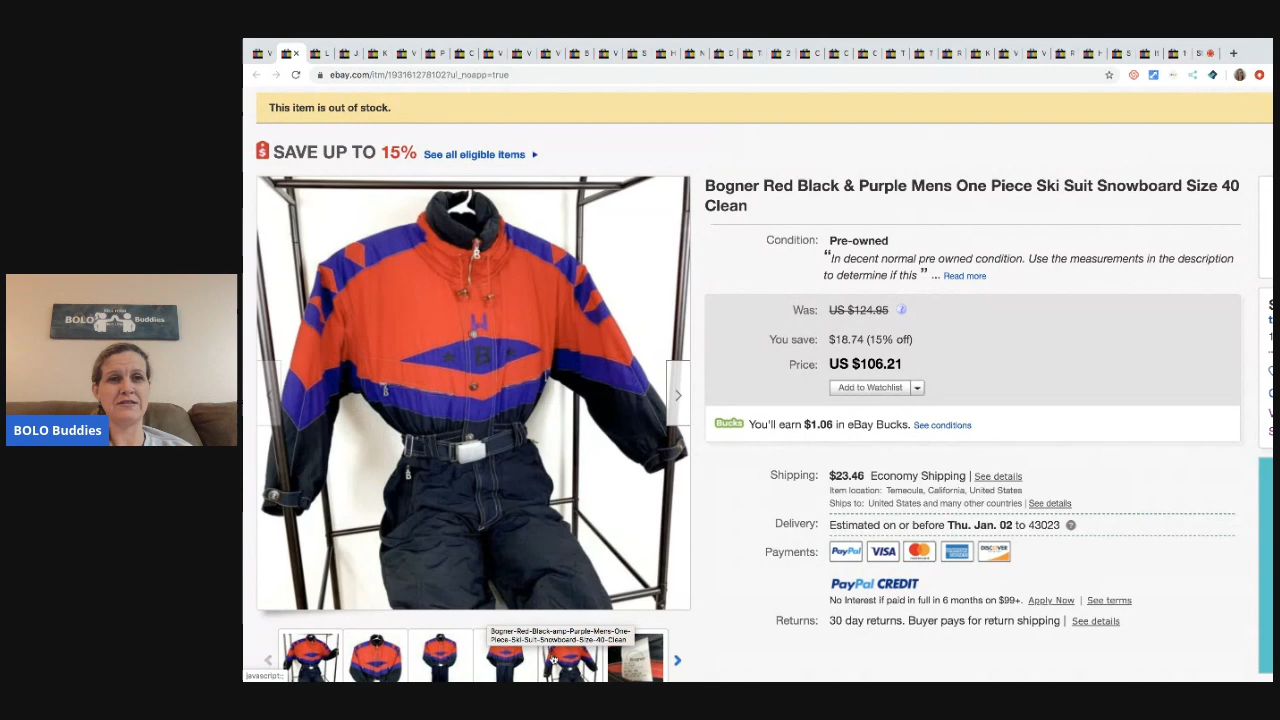 ebay.com/itm/193161278102?ul_noapp=true
This item is out of stock.
SAVE UP TO 15% See all eligible items
Bogner Red Black & Purple Mens One Piece Ski Suit Snowboard Size 40
Clean
Condition: Pre-owned
“In decent normal pre owned condition. Use the measurements in the description
to determine if this ” ... Read more
Was: US $124.95
You save: $18.74 (15% off)
Price: US $106.21
Add to Watchlist
Bucks You'll earn $1.06 in eBay Bucks. See conditions
Shipping: $23.46 Economy Shipping | See details
Item location: Temecula, California, United States
Ships to: United States and many other countries | See details
Delivery: Estimated on or before Thu. Jan. 02 to 43023
Payments: PayPal VISA MasterCard AMERICAN EXPRESS DISCOVER
PayPal CREDIT
No Interest if paid in full in 6 months on $99+. Apply Now | See terms
Returns: 30 day returns. Buyer pays for return shipping | See details
BOLO Buddies
BOLO Buddies
B
Bogner-Red-Black-amp-Purple-Mens-One-
Piece-Ski-Suit-Snowboard-Size-40-Clean
javascript:;